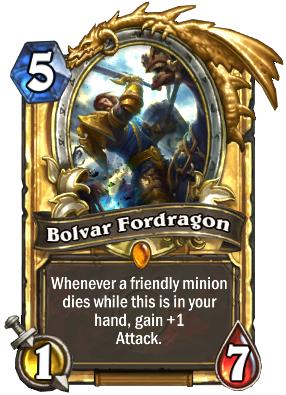 5
Bolvar Fordragon
Whenever a friendly minion
dies while this is in your
hand, gain +1
Attack.
1
7